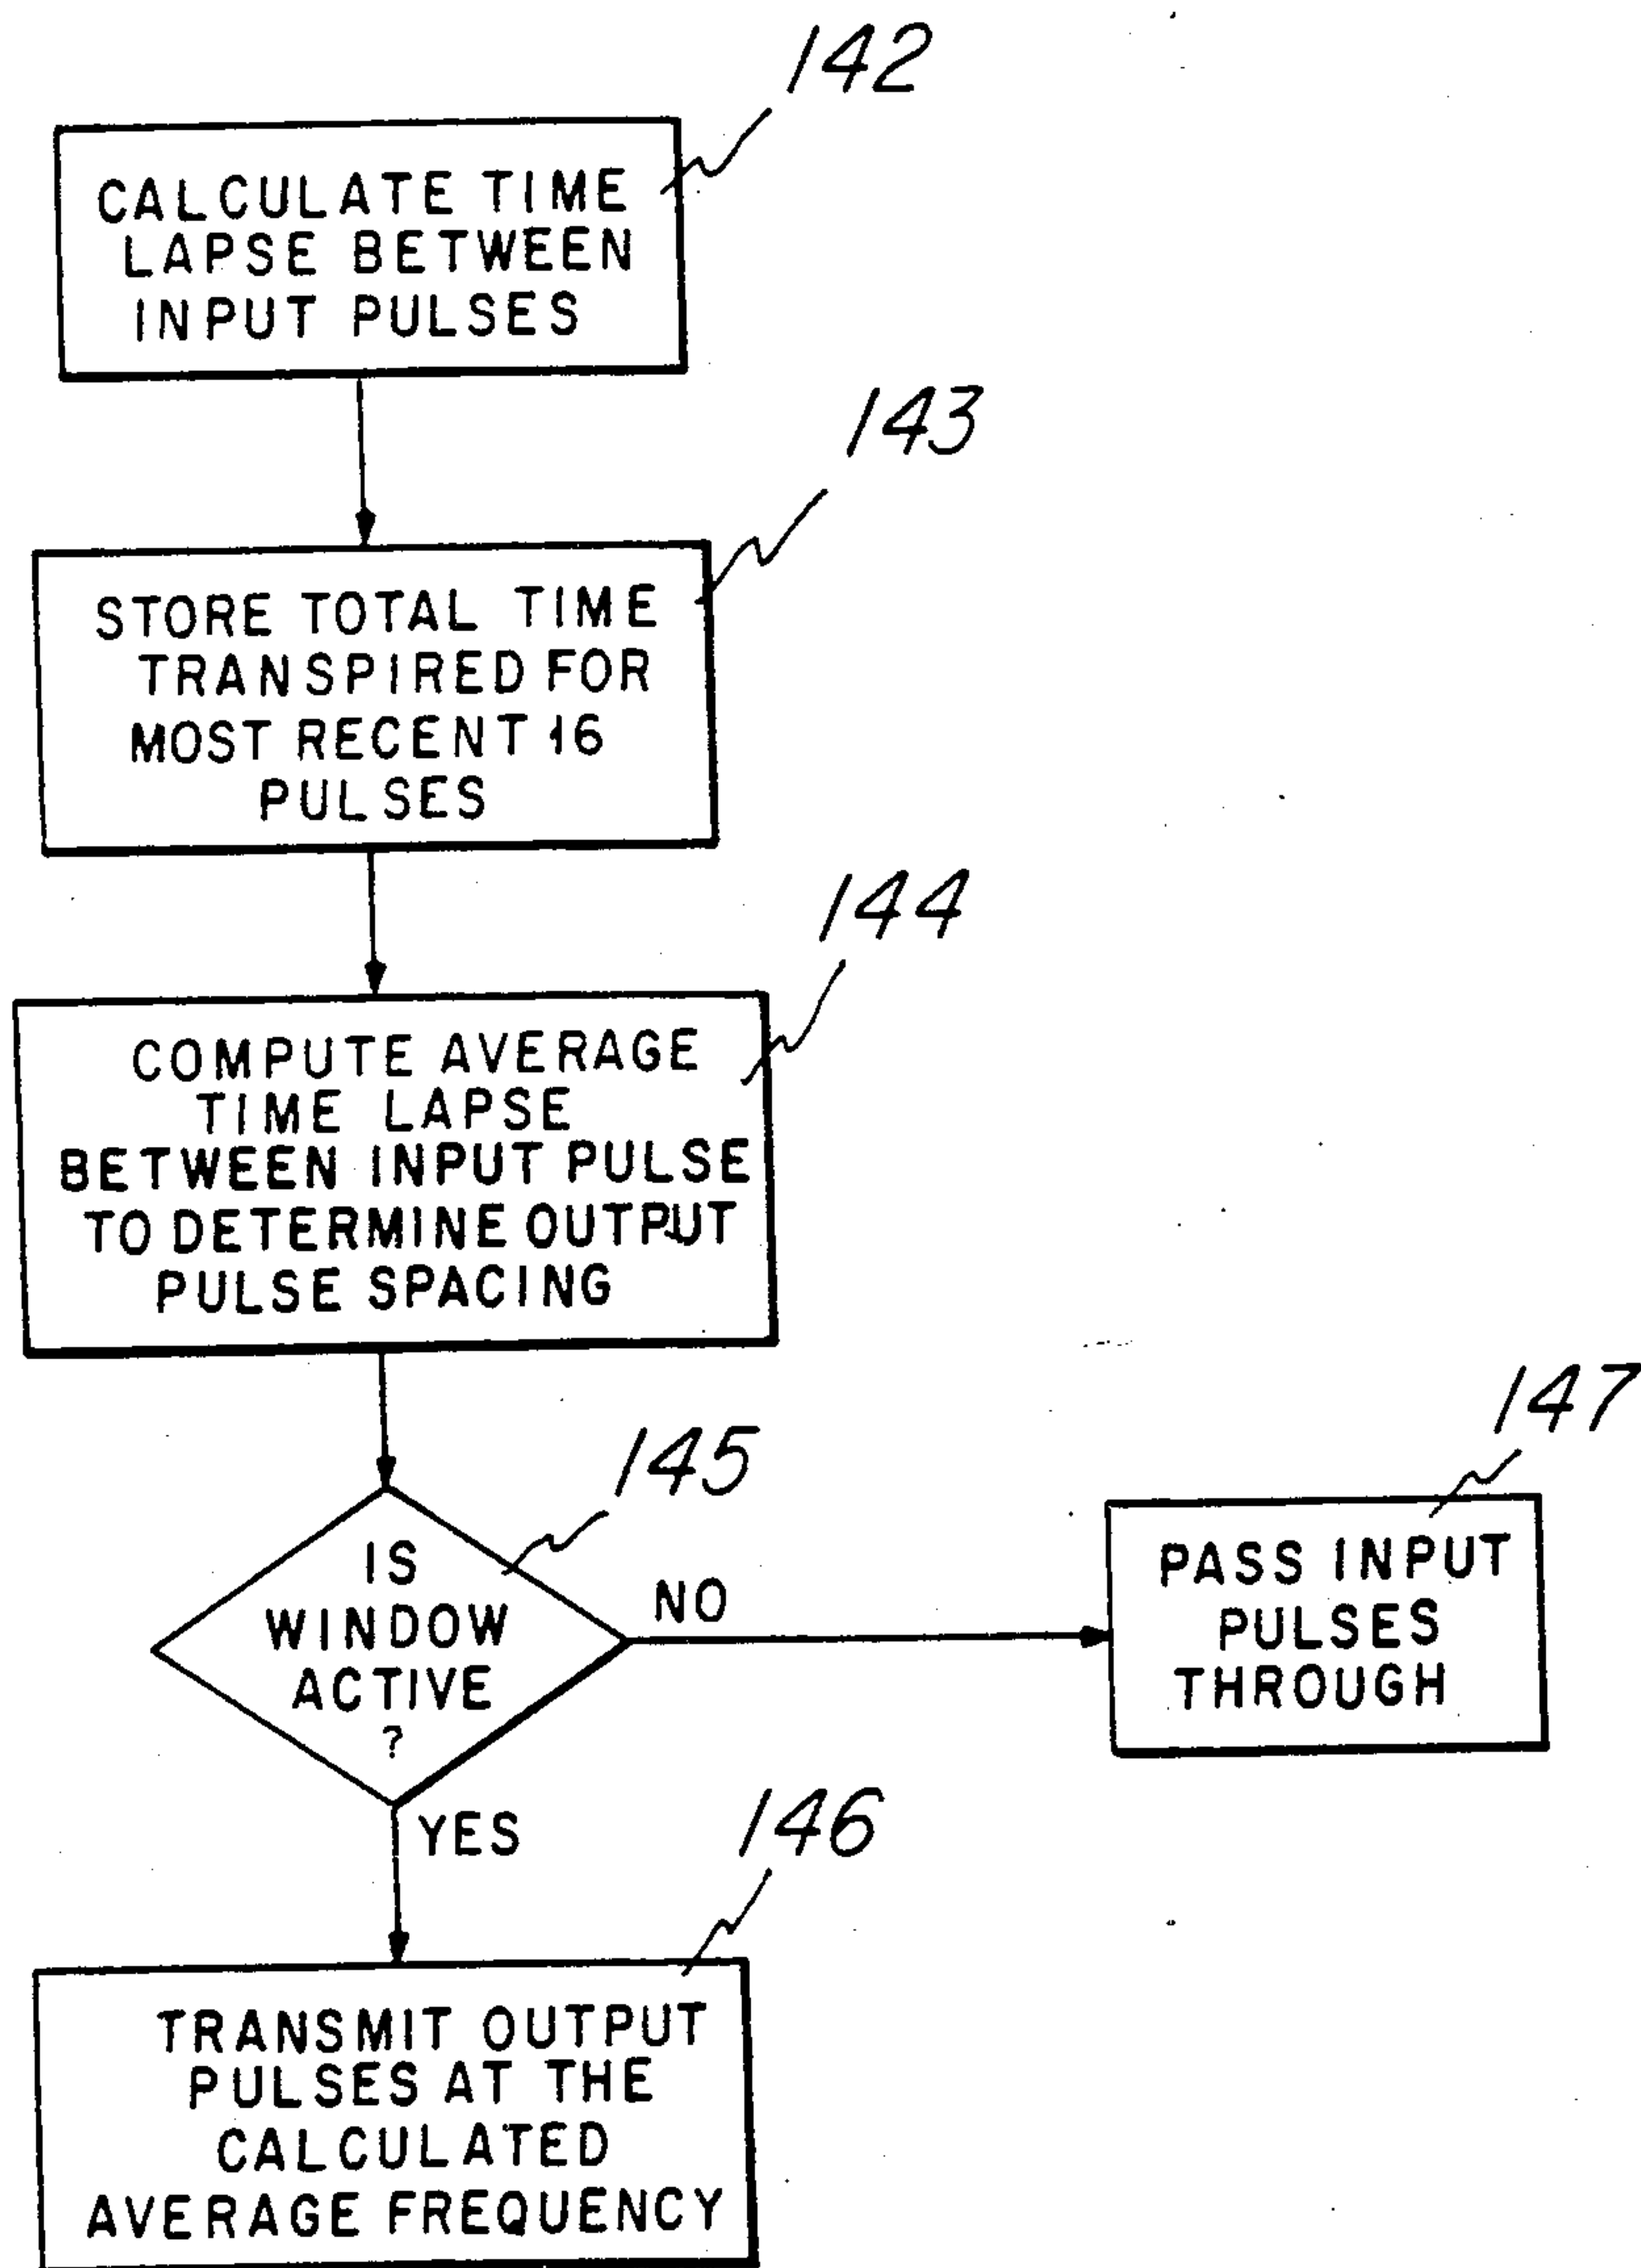 142
CALCULATE TIME
LAPSE BETWEEN
INPUT PULSES
143
STORE TOTAL TIME
TRANSPIRED FOR
MOST RECENT 16
PULSES
144
COMPUTE AVERAGE
TIME LAPSE
BETWEEN INPUT PULSE
TO DETERMINE OUTPUT
PULSE SPACING
145
IS
WINDOW
ACTIVE
?
NO
147
PASS INPUT
PULSES
THROUGH
YES
146
TRANSMIT OUTPUT
PULSES AT THE
CALCULATED
AVERAGE FREQUENCY